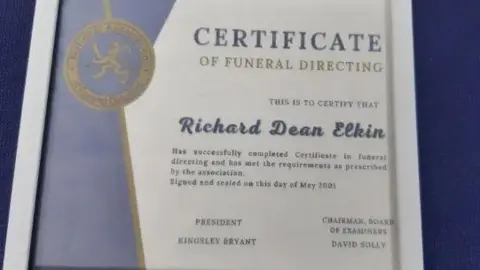 CERTIFICATE
OF FUNERAL DIRECTING
THIS IS TO CERTIFY THAT
Richard Dean Elkin
Has successfully completed Certificate in funeral
directing and has met the requirements as prescribed
by the association.
Signed and sealed on this day of May 2005
PRESIDENT
KINGSLEY BRYANT
CHAIRMAN, BOARD
OF EXAMINERS
DAVID SOLLY